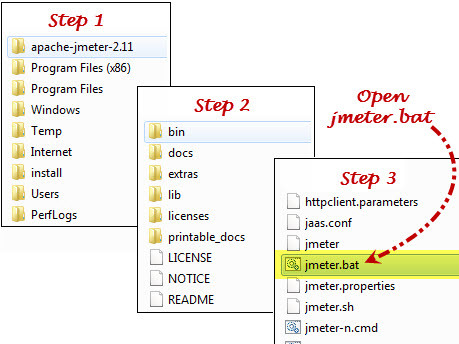 Step 1
apache-jmeter-2.11
Program Files (x86)
Program Files
Windows
Temp
Internet
install
Users
PerfLogs
Step 2
bin
docs
extras
lib
licenses
printable_docs
LICENSE
NOTICE
README
Open
jmeter.bat
Step 3
httpclient.parameters
jaas.conf
jmeter
jmeter.bat
jmeter.properties
jmeter.sh
jmeter-n.cmd